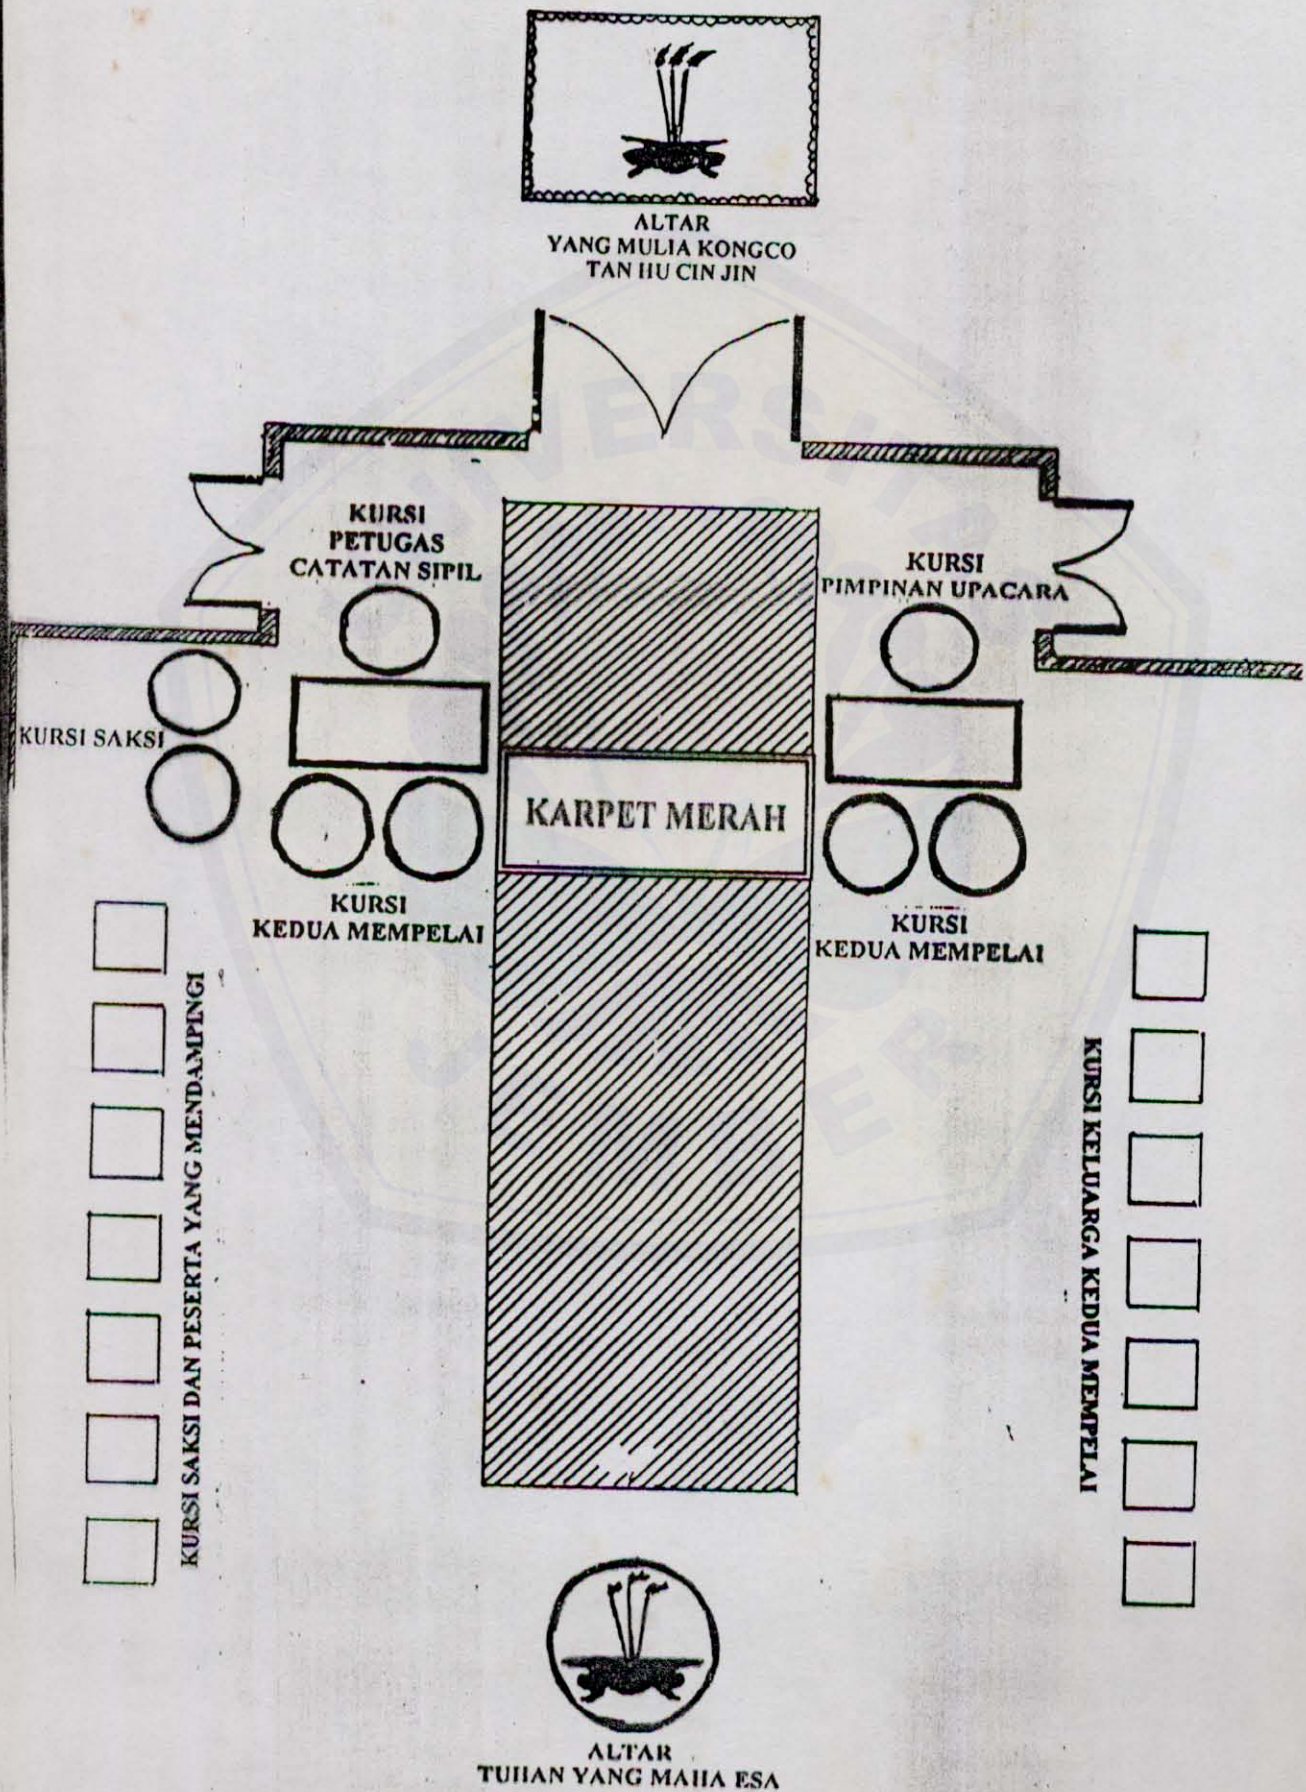 ALTAR
YANG MULIA KONGCO
TAN HU CIN JIN
UNIVERSITAS
KURSI
PETUGAS
CATATAN SIPIL
KURSI
PIMPINAN UPACARA
KURSI SAKSI
KARPET MERAH
KURSI
KEDUA MEMPELAI
KURSI
KEDUA MEMPELAI
KURSI SAKSI DAN PESERTA YANG MENDAMPINGI
KURSI KELUARGA KEDUA MEMPELAI
JEMBER
ALTAR
TUHAN YANG MAHA ESA